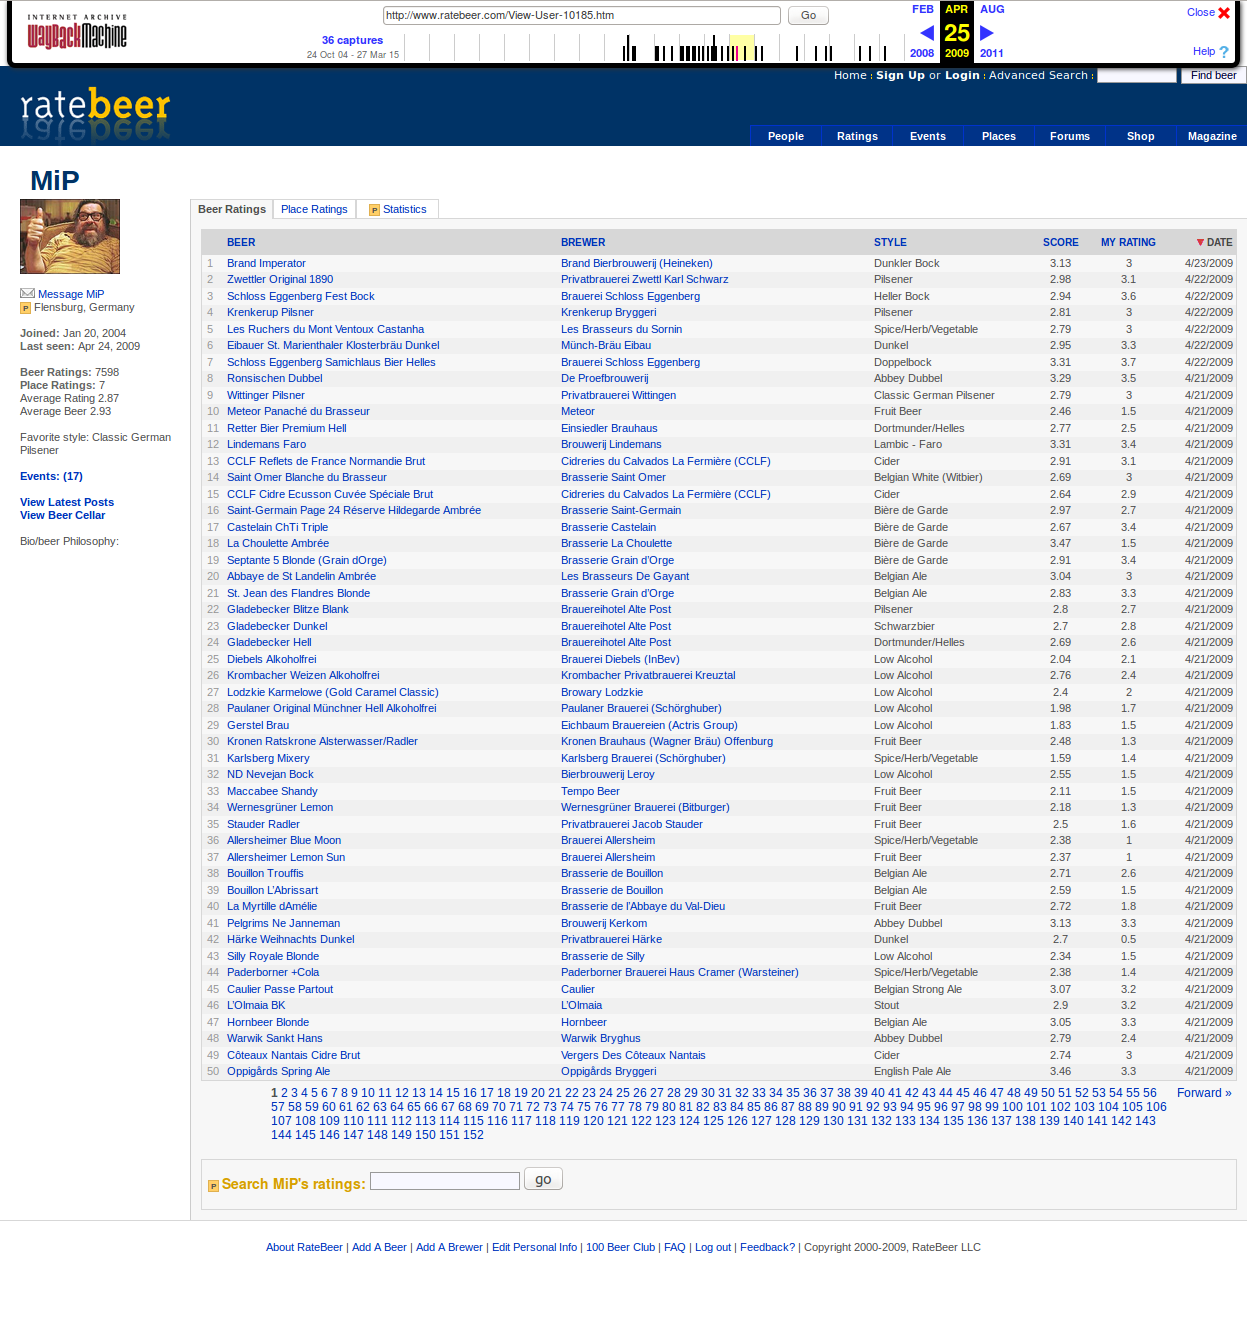 INTERNET ARCHIVE
WayBackMachine
http://www.ratebeer.com/View-User-10185.htm
Go
36 captures
24 Oct 04 - 27 Mar 15
FEB APR AUG
25
2008 2009 2011
Close
Help ?
Home : Sign Up or Login : Advanced Search :
Find beer
ratebeer
People Ratings Events Places Forums Shop Magazine
MiP
Message MiP
P Flensburg, Germany
Joined: Jan 20, 2004
Last seen: Apr 24, 2009
Beer Ratings: 7598
Place Ratings: 7
Average Rating 2.87
Average Beer 2.93
Favorite style: Classic German
Pilsener
Events: (17)
View Latest Posts
View Beer Cellar
Bio/beer Philosophy:
Beer Ratings Place Ratings P Statistics
BEER BREWER STYLE SCORE MY RATING DATE
1 Brand Imperator Brand Bierbrouwerij (Heineken) Dunkler Bock 3.13 3 4/23/2009
2 Zwettler Original 1890 Privatbrauerei Zwettl Karl Schwarz Pilsener 2.98 3.1 4/22/2009
3 Schloss Eggenberg Fest Bock Brauerei Schloss Eggenberg Heller Bock 2.94 3.6 4/22/2009
4 Krenkerup Pilsner Krenkerup Bryggeri Pilsener 2.81 3 4/22/2009
5 Les Ruchers du Mont Ventoux Castanha Les Brasseurs du Sornin Spice/Herb/Vegetable 2.79 3 4/22/2009
6 Eibauer St. Marienthaler Klosterbräu Dunkel Münch-Bräu Eibau Dunkel 2.95 3.3 4/22/2009
7 Schloss Eggenberg Samichlaus Bier Helles Brauerei Schloss Eggenberg Doppelbock 3.31 3.7 4/22/2009
8 Ronsischen Dubbel De Proefbrouwerij Abbey Dubbel 3.29 3.5 4/21/2009
9 Wittinger Pilsner Privatbrauerei Wittingen Classic German Pilsener 2.79 3 4/21/2009
10 Meteor Panaché du Brasseur Meteor Fruit Beer 2.46 1.5 4/21/2009
11 Retter Bier Premium Hell Einsiedler Brauhaus Dortmunder/Helles 2.77 2.5 4/21/2009
12 Lindemans Faro Brouwerij Lindemans Lambic - Faro 3.31 3.4 4/21/2009
13 CCLF Reflets de France Normandie Brut Cidreries du Calvados La Fermière (CCLF) Cider 2.91 3.1 4/21/2009
14 Saint Omer Blanche du Brasseur Brasserie Saint Omer Belgian White (Witbier) 2.69 3 4/21/2009
15 CCLF Cidre Ecusson Cuvée Spéciale Brut Cidreries du Calvados La Fermière (CCLF) Cider 2.64 2.9 4/21/2009
16 Saint-Germain Page 24 Réserve Hildegarde Ambrée Brasserie Saint-Germain Bière de Garde 2.97 2.7 4/21/2009
17 Castelain ChTi Triple Brasserie Castelain Bière de Garde 2.67 3.4 4/21/2009
18 La Choulette Ambrée Brasserie La Choulette Bière de Garde 3.47 1.5 4/21/2009
19 Septante 5 Blonde (Grain dOrge) Brasserie Grain d'Orge Bière de Garde 2.91 3.4 4/21/2009
20 Abbaye de St Landelin Ambrée Les Brasseurs De Gayant Belgian Ale 3.04 3 4/21/2009
21 St. Jean des Flandres Blonde Brasserie Grain d'Orge Belgian Ale 2.83 3.3 4/21/2009
22 Gladebecker Blitze Blank Brauereihotel Alte Post Pilsener 2.8 2.7 4/21/2009
23 Gladebecker Dunkel Brauereihotel Alte Post Schwarzbier 2.7 2.8 4/21/2009
24 Gladebecker Hell Brauereihotel Alte Post Dortmunder/Helles 2.69 2.6 4/21/2009
25 Diebels Alkoholfrei Brauerei Diebels (InBev) Low Alcohol 2.04 2.1 4/21/2009
26 Krombacher Weizen Alkoholfrei Krombacher Privatbrauerei Kreuztal Low Alcohol 2.76 2.4 4/21/2009
27 Lodzkie Karmelowe (Gold Caramel Classic) Browary Lodzkie Low Alcohol 2.4 2 4/21/2009
28 Paulaner Original Münchner Hell Alkoholfrei Paulaner Brauerei (Schörghuber) Low Alcohol 1.98 1.7 4/21/2009
29 Gerstel Brau Eichbaum Brauereien (Actris Group) Low Alcohol 1.83 1.5 4/21/2009
30 Kronen Ratskrone Alsterwasser/Radler Kronen Brauhaus (Wagner Bräu) Offenburg Fruit Beer 2.48 1.3 4/21/2009
31 Karlsberg Mixery Karlsberg Brauerei (Schörghuber) Spice/Herb/Vegetable 1.59 1.4 4/21/2009
32 ND Nevejan Bock Bierbrouwerij Leroy Low Alcohol 2.55 1.5 4/21/2009
33 Maccabee Shandy Tempo Beer Fruit Beer 2.11 1.5 4/21/2009
34 Wernesgrüner Lemon Wernesgrüner Brauerei (Bitburger) Fruit Beer 2.18 1.3 4/21/2009
35 Stauder Radler Privatbrauerei Jacob Stauder Fruit Beer 2.5 1.6 4/21/2009
36 Allersheimer Blue Moon Brauerei Allersheim Spice/Herb/Vegetable 2.38 1 4/21/2009
37 Allersheimer Lemon Sun Brauerei Allersheim Fruit Beer 2.37 1 4/21/2009
38 Bouillon Trouffis Brasserie de Bouillon Belgian Ale 2.71 2.6 4/21/2009
39 Bouillon L'Abrissart Brasserie de Bouillon Belgian Ale 2.59 1.5 4/21/2009
40 La Myrtille dAmélie Brasserie de l'Abbaye du Val-Dieu Fruit Beer 2.72 1.8 4/21/2009
41 Pelgrims Ne Janneman Brouwerij Kerkom Abbey Dubbel 3.13 3.3 4/21/2009
42 Härke Weihnachts Dunkel Privatbrauerei Härke Dunkel 2.7 0.5 4/21/2009
43 Silly Royale Blonde Brasserie de Silly Low Alcohol 2.34 1.5 4/21/2009
44 Paderborner +Cola Paderborner Brauerei Haus Cramer (Warsteiner) Spice/Herb/Vegetable 2.38 1.4 4/21/2009
45 Caulier Passe Partout Caulier Belgian Strong Ale 3.07 3.2 4/21/2009
46 L'Olmaia BK L'Olmaia Stout 2.9 3.2 4/21/2009
47 Hornbeer Blonde Hornbeer Belgian Ale 3.05 3.3 4/21/2009
48 Warwik Sankt Hans Warwik Bryghus Abbey Dubbel 2.79 2.4 4/21/2009
49 Côteaux Nantais Cidre Brut Vergers Des Côteaux Nantais Cider 2.74 3 4/21/2009
50 Oppigårds Spring Ale Oppigårds Bryggeri English Pale Ale 3.46 3.3 4/21/2009
1 2 3 4 5 6 7 8 9 10 11 12 13 14 15 16 17 18 19 20 21 22 23 24 25 26 27 28 29 30 31 32 33 34 35 36 37 38 39 40 41 42 43 44 45 46 47 48 49 50 51 52 53 54 55 56 Forward »
57 58 59 60 61 62 63 64 65 66 67 68 69 70 71 72 73 74 75 76 77 78 79 80 81 82 83 84 85 86 87 88 89 90 91 92 93 94 95 96 97 98 99 100 101 102 103 104 105 106
107 108 109 110 111 112 113 114 115 116 117 118 119 120 121 122 123 124 125 126 127 128 129 130 131 132 133 134 135 136 137 138 139 140 141 142 143
144 145 146 147 148 149 150 151 152
P Search MiP's ratings: go
About RateBeer | Add A Beer | Add A Brewer | Edit Personal Info | 100 Beer Club | FAQ | Log out | Feedback? | Copyright 2000-2009, RateBeer LLC